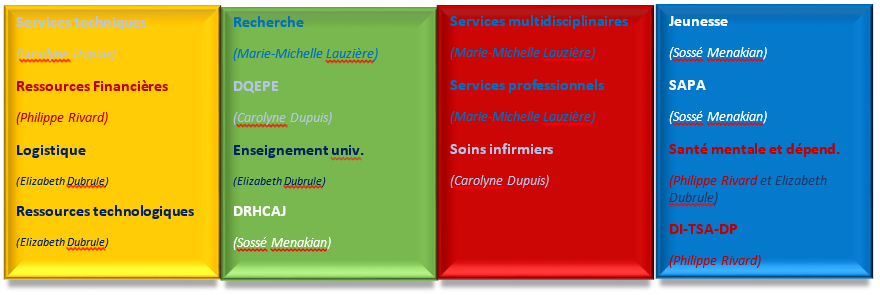 Services techniques
(Carolyne Dupuis)
Ressources Financières
(Philippe Rivard)
Logistique
(Elizabeth Dubrule)
Ressources technologiques
(Elizabeth Dubrule)
Recherche
(Marie-Michelle Lauzière)
DQEPE
(Carolyne Dupuis)
Enseignement univ.
(Elizabeth Dubrule)
DRHCAJ
(Sossé Menakian)
Services multidisciplinaires
(Marie-Michelle Lauzière)
Services professionnels
(Marie-Michelle Lauzière)
Soins infirmiers
(Carolyne Dupuis)
Jeunesse
(Sossé Menakian)
SAPA
(Sossé Menakian)
Santé mentale et dépend.
(Philippe Rivard et Elizabeth
Dubrule)
DI-TSA-DP
(Philippe Rivard)